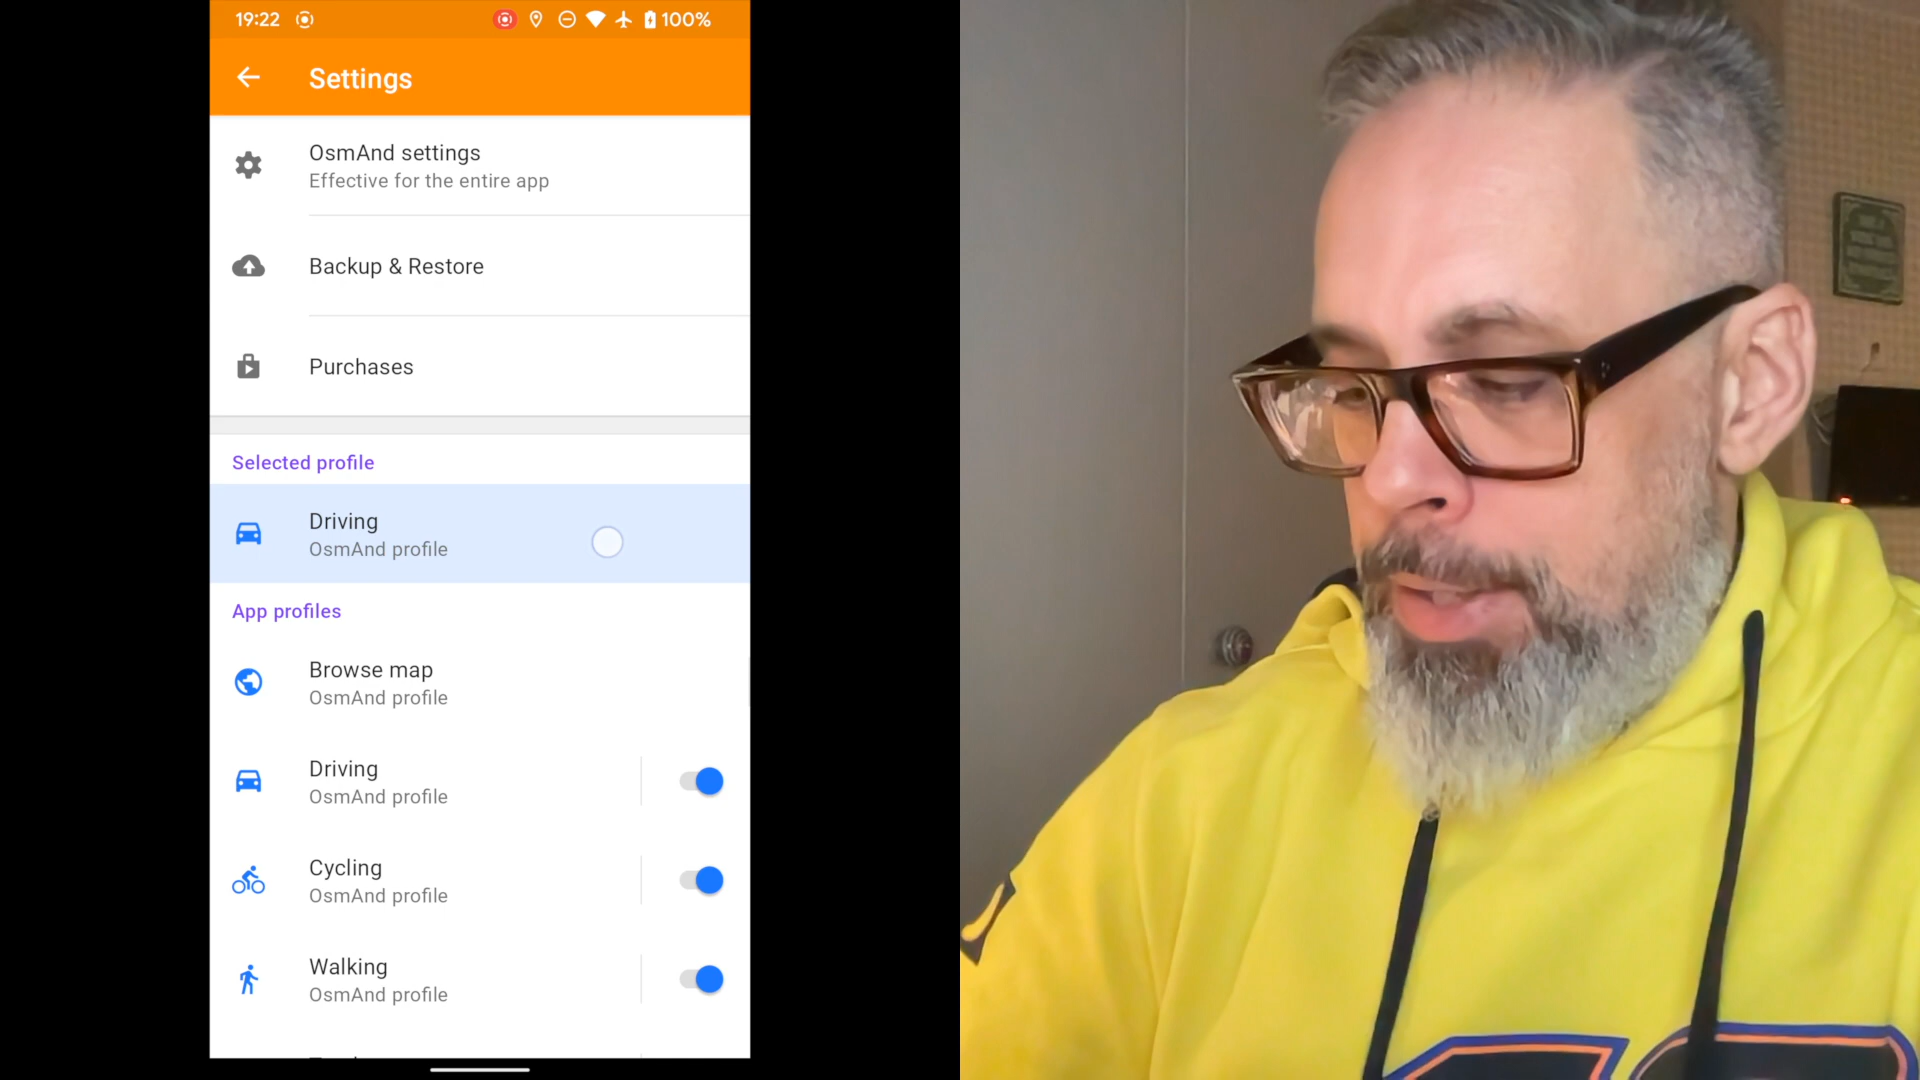 19:22
100%
Settings
OsmAnd settings
Effective for the entire app
Backup & Restore
Purchases
Selected profile
Driving
OsmAnd profile
App profiles
Browse map
OsmAnd profile
Driving
OsmAnd profile
Cycling
OsmAnd profile
Walking
OsmAnd profile